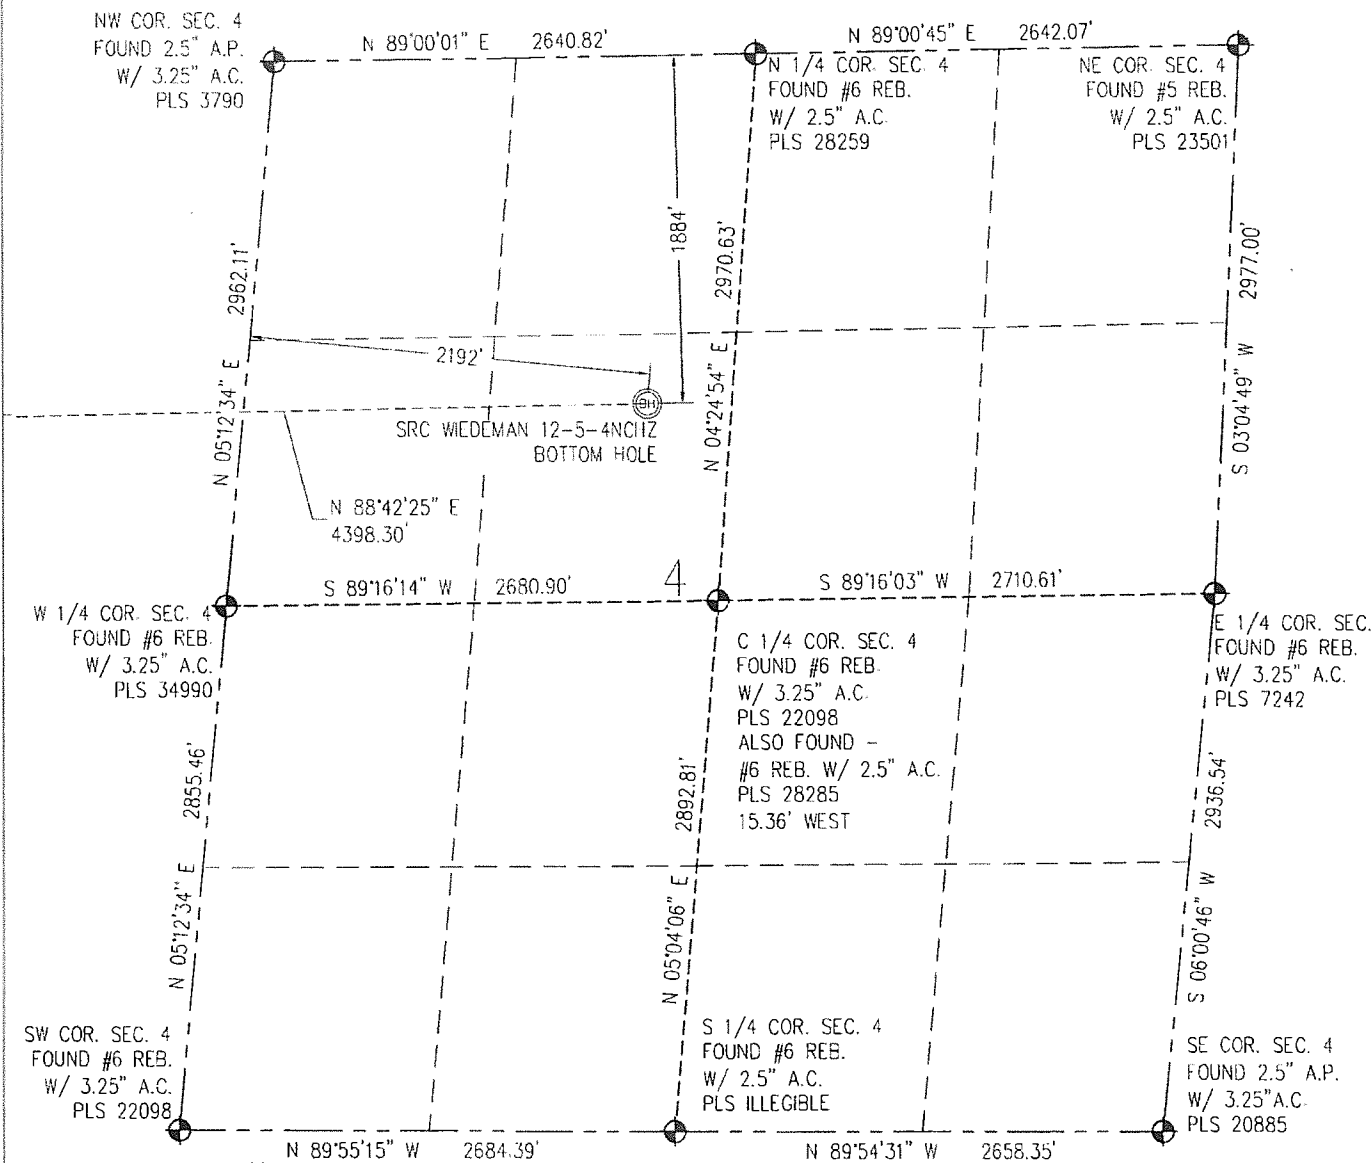 NW COR. SEC. 4
FOUND 2.5" A.P.
W/ 3.25" A.C.
PLS 3790
N 89°00'01" E 2640.82'
N 89°00'45" E 2642.07'
N 1/4 COR. SEC. 4
FOUND #6 REB.
W/ 2.5" A.C.
PLS 28259
NE COR. SEC. 4
FOUND #5 REB.
W/ 2.5" A.C.
PLS 23501
N 05°12'34" E 2962.11'
1884'
N 04°24'54" E 2970.63'
S 03°04'49" W 2977.00'
2192'
BH
SRC WIEDEMAN 12-5-4NCHZ
BOTTOM HOLE
N 88°42'25" E
4398.30'
S 89°16'14" W 2680.90'
4
S 89°16'03" W 2710.61'
W 1/4 COR. SEC. 4
FOUND #6 REB.
W/ 3.25" A.C.
PLS 34990
C 1/4 COR. SEC. 4
FOUND #6 REB.
W/ 3.25" A.C.
PLS 22098
ALSO FOUND -
#6 REB. W/ 2.5" A.C.
PLS 28285
15.36' WEST
E 1/4 COR. SEC.
FOUND #6 REB.
W/ 3.25" A.C.
PLS 7242
N 05°12'34" E 2855.46'
N 05°04'06" E 2892.81'
S 06°00'46" W 2936.54'
SW COR. SEC. 4
FOUND #6 REB.
W/ 3.25" A.C.
PLS 22098
S 1/4 COR. SEC. 4
FOUND #6 REB.
W/ 2.5" A.C.
PLS ILLEGIBLE
SE COR. SEC. 4
FOUND 2.5" A.P.
W/ 3.25"A.C.
PLS 20885
N 89°55'15" W 2684.39'
N 89°54'31" W 2658.35'